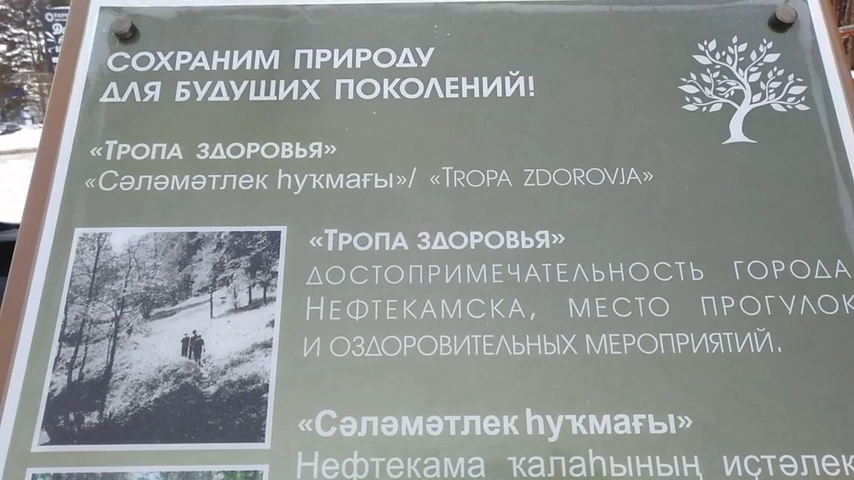 СОХРАНИМ ПРИРОДУ
ДЛЯ БУДУЩИХ ПОКОЛЕНИЙ!
«ТРОПА ЗДОРОВЬЯ»
«Сәләмәтлек һуҡмағы»/ «TROPA ZDOROVJA»
«ТРОПА ЗДОРОВЬЯ»
ДОСТОПРИМЕЧАТЕЛЬНОСТЬ ГОРОДА
НЕФТЕКАМСКА, МЕСТО ПРОГУЛОК
И ОЗДОРОВИТЕЛЬНЫХ МЕРОПРИЯТИЙ.
«Сәләмәтлек һуҡмағы»
Нефтекама ҡалаһының иҫтәлек